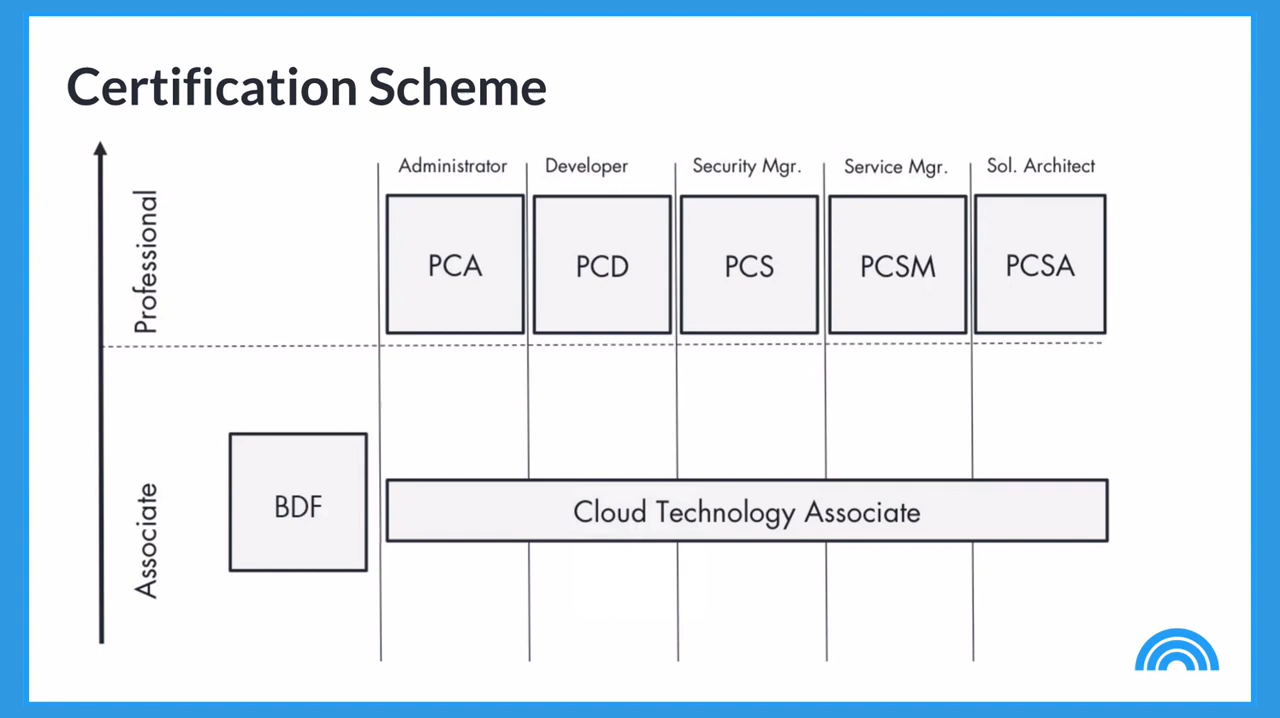 Certification Scheme
Administrator
Developer
Security Mgr.
Service Mgr.
Sol. Architect
Professional
PCA
PCD
PCS
PCSM
PCSA
Associate
BDF
Cloud Technology Associate